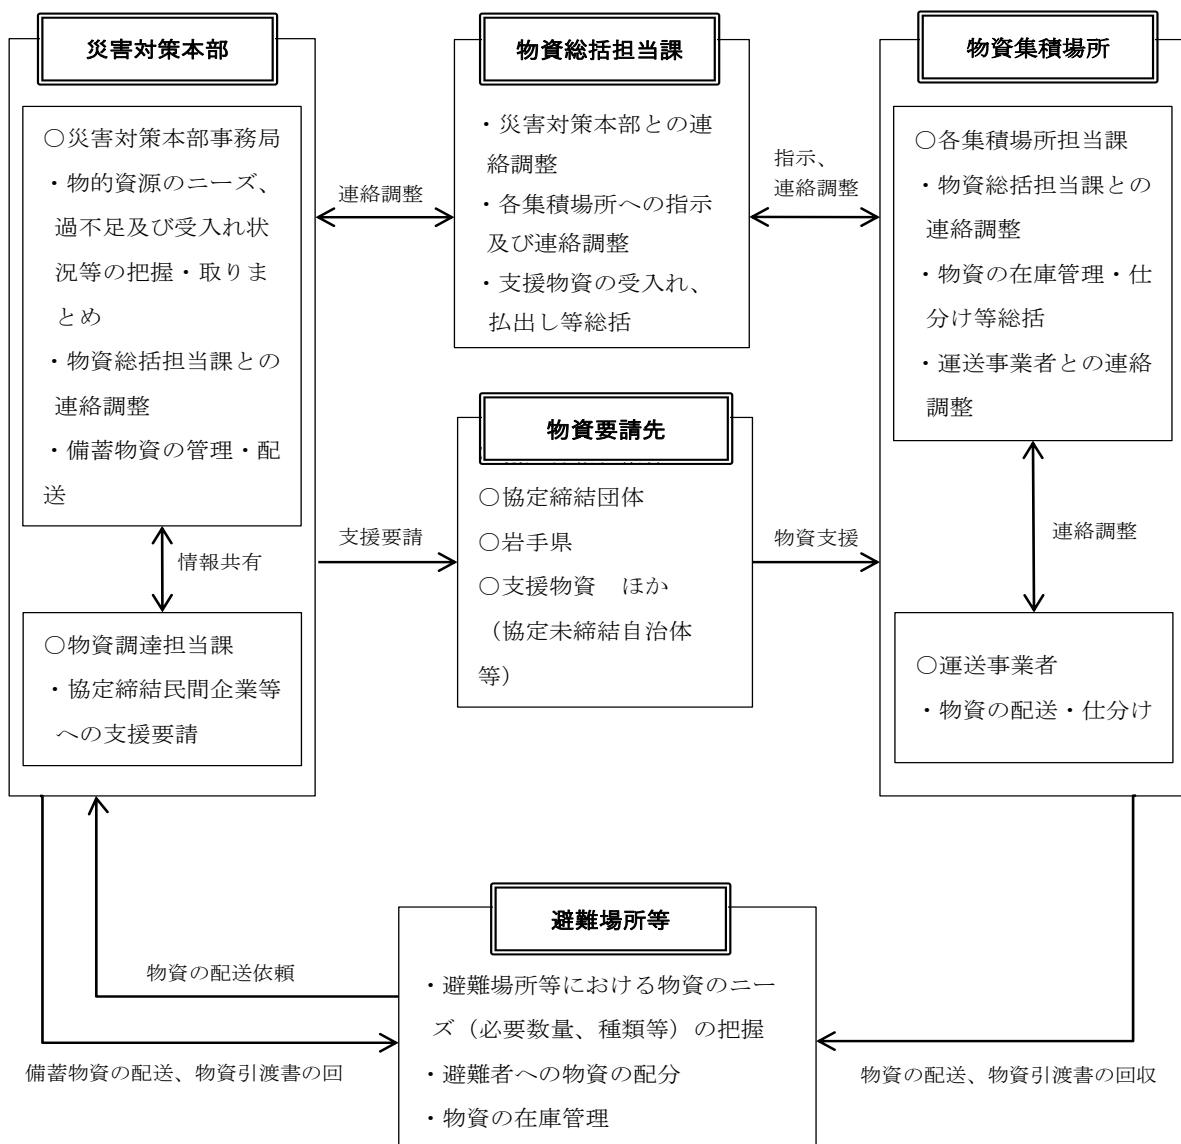 災害対策本部
○災害対策本部事務局
・物的資源のニーズ、
過不足及び受入れ状
況等の把握・取りま
とめ
・物資総括担当課との
連絡調整
・備蓄物資の管理・配
送
情報共有
○物資調達担当課
・協定締結民間企業等
への支援要請
連絡調整
物資総括担当課
・災害対策本部との連
絡調整
・各集積場所への指示
及び連絡調整
・支援物資の受入れ、
払出し等総括
指示、
連絡調整
支援要請
物資要請先
○協定締結団体
○岩手県
○支援物資　ほか
（協定未締結自治体
等）
物資支援
物資集積場所
○各集積場所担当課
・物資総括担当課との
連絡調整
・物資の在庫管理・仕
分け等総括
・運送事業者との連絡
調整
連絡調整
○運送事業者
・物資の配送・仕分け
物資の配送依頼
備蓄物資の配送、物資引渡書の回
避難場所等
・避難場所等における物資のニー
ズ（必要数量、種類等）の把握
・避難者への物資の配分
・物資の在庫管理
物資の配送、物資引渡書の回収